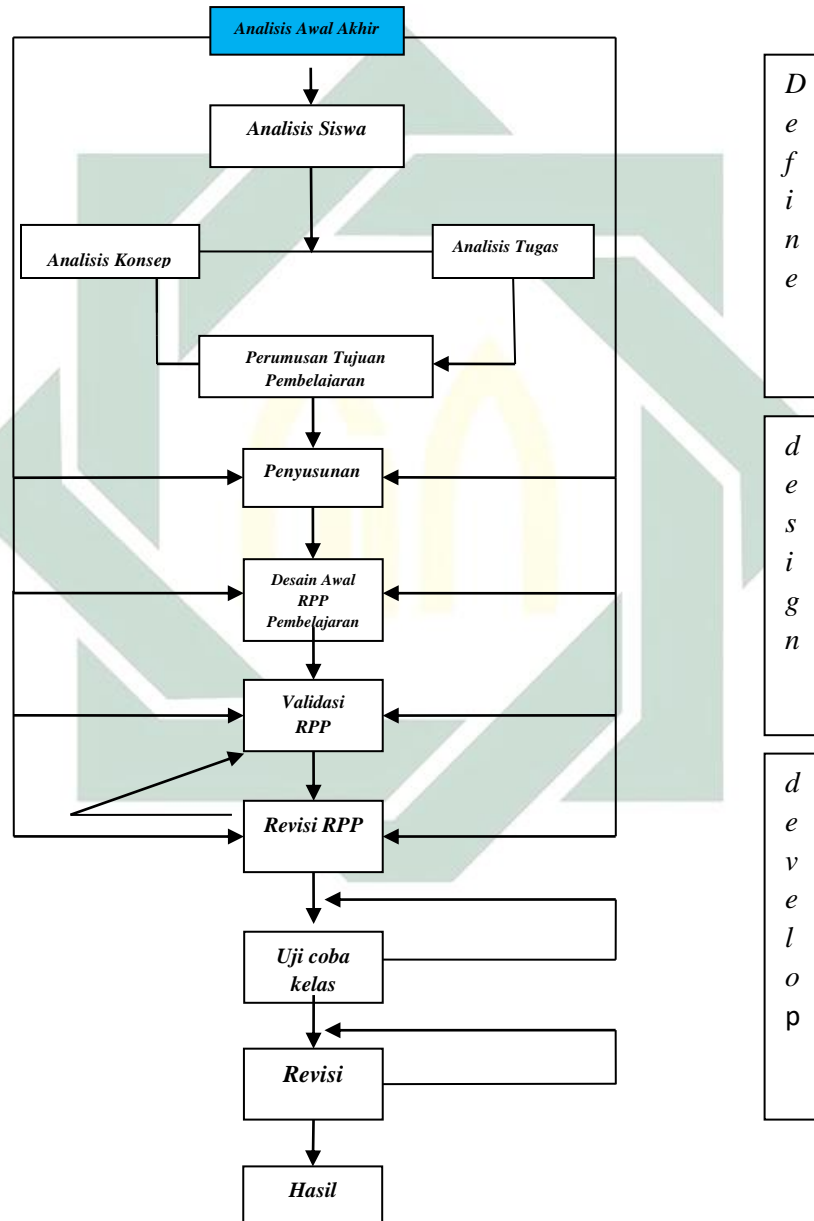 Analisis Awal Akhir
Analisis Siswa
Analisis Konsep
Analisis Tugas
Perumusan Tujuan
Pembelajaran
Penyusunan
Desain Awal
RPP
Pembelajaran
Validasi
RPP
Revisi RPP
Uji coba
kelas
Revisi
Hasil
D
e
f
i
n
e
d
e
s
i
g
n
d
e
v
e
l
o
p